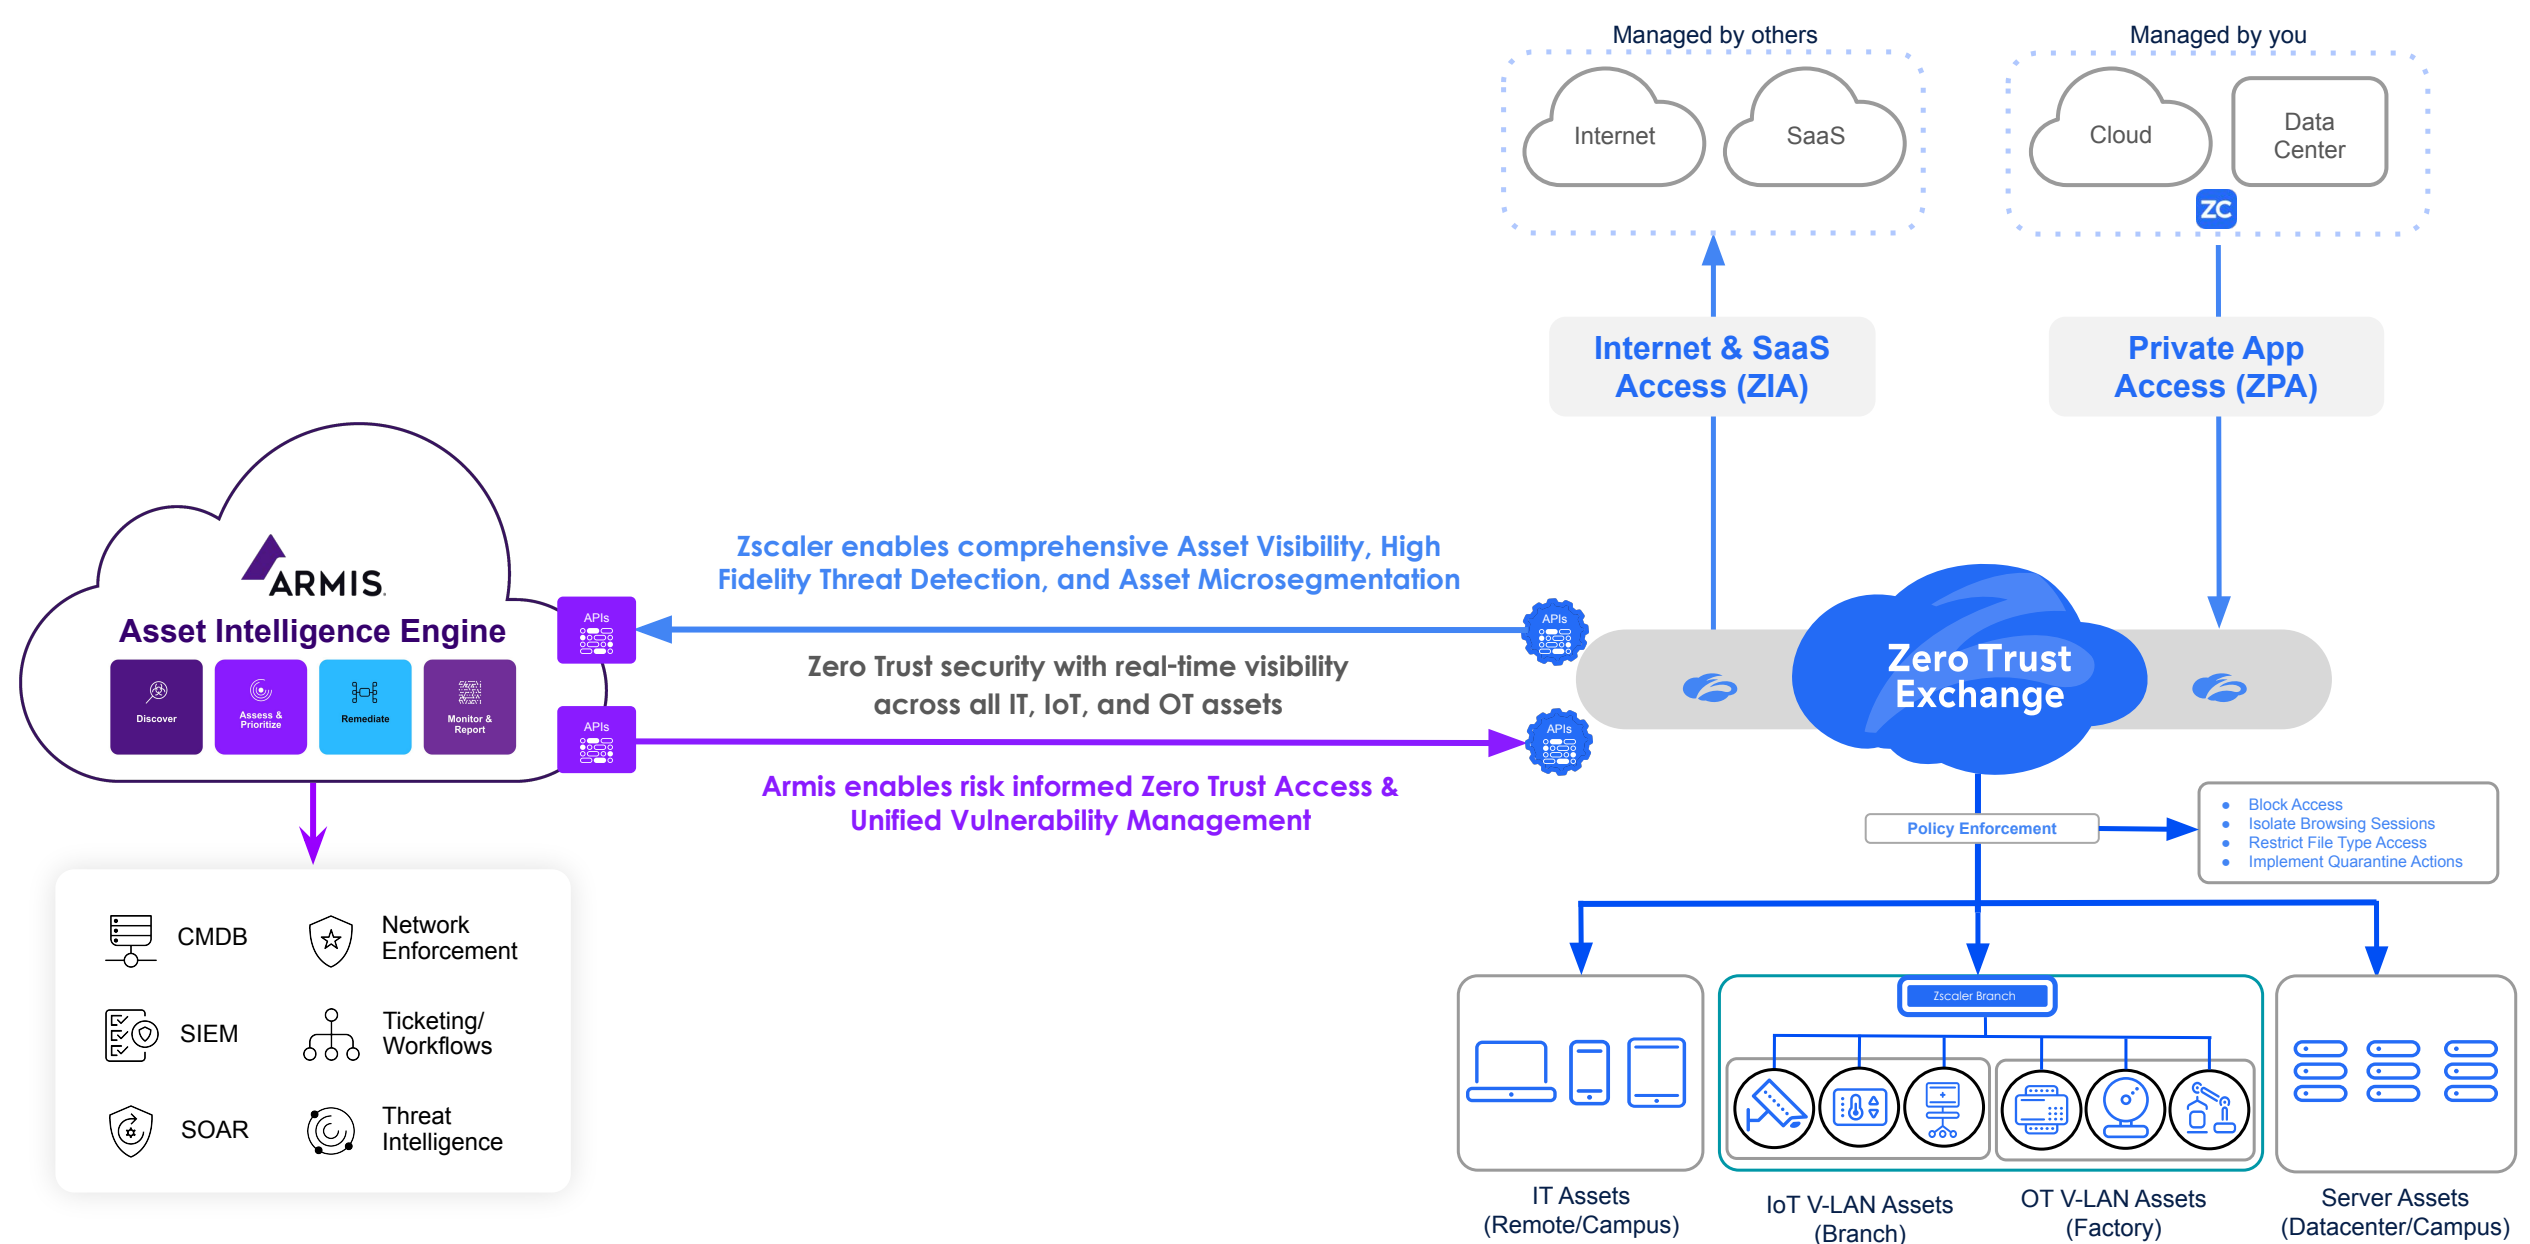 Managed by others
Managed by you
Internet
SaaS
Cloud
Data
Center
ZC
Internet & SaaS
Access (ZIA)
Private App
Access (ZPA)
ARMIS.
Asset Intelligence Engine
Discover
Assess &
Prioritize
Remediate
Monitor &
Report
APIs
APIs
Zscaler enables comprehensive Asset Visibility, High
Fidelity Threat Detection, and Asset Microsegmentation
Zero Trust security with real-time visibility
across all IT, IoT, and OT assets
Armis enables risk informed Zero Trust Access &
Unified Vulnerability Management
APIs
APIs
Zero Trust
Exchange
Policy Enforcement
● Block Access
● Isolate Browsing Sessions
● Restrict File Type Access
● Implement Quarantine Actions
CMDB
Network
Enforcement
SIEM
Ticketing/
Workflows
SOAR
Threat
Intelligence
Zscaler Branch
IT Assets
(Remote/Campus)
IoT V-LAN Assets
(Branch)
OT V-LAN Assets
(Factory)
Server Assets
(Datacenter/Campus)